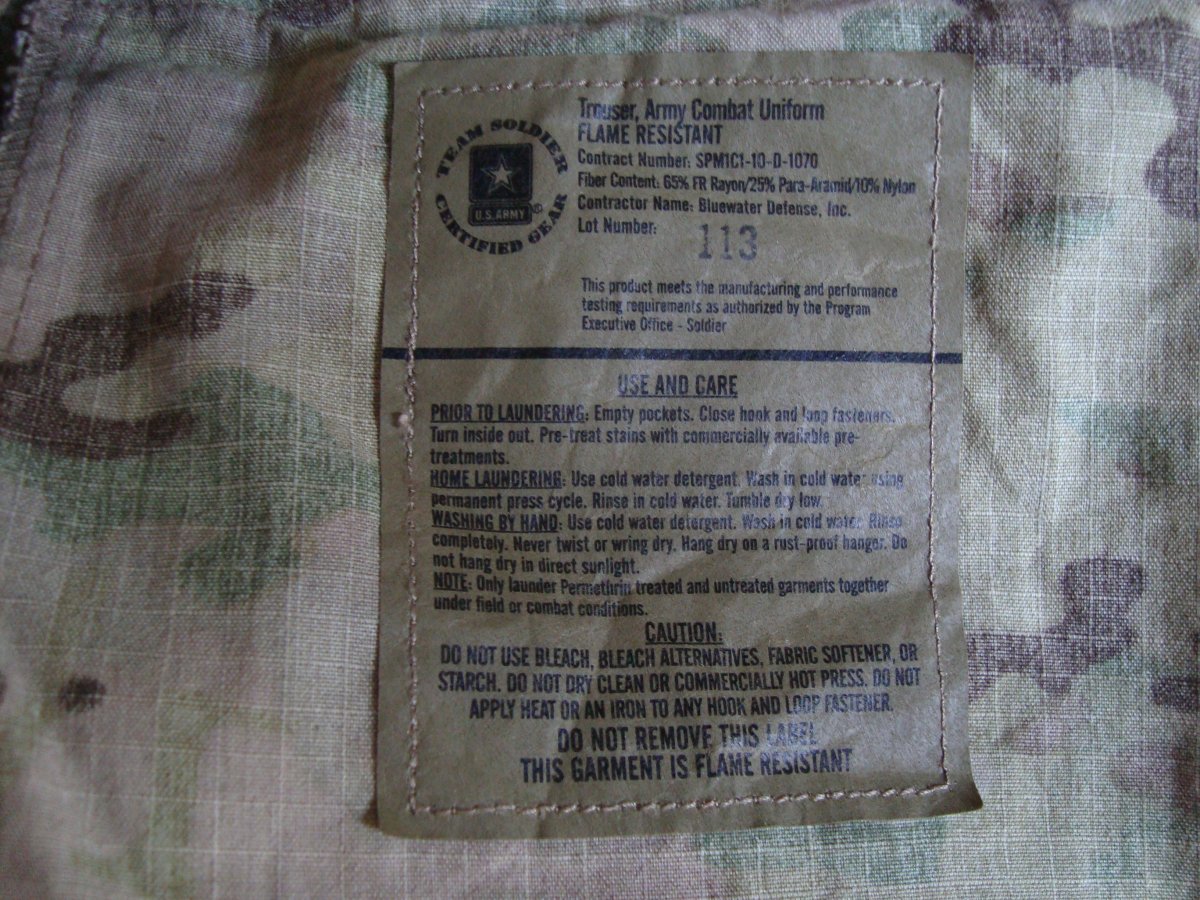 TEAM SOLDIER
U.S. ARMY ®
CERTIFIED GEAR
Trouser, Army Combat Uniform
FLAME RESISTANT
Contract Number: SPM1C1-10-D-1070
Fiber Content: 65% FR Rayon/25% Para-Aramid/10% Nylon
Contractor Name: Bluewater Defense, Inc.
Lot Number: 113
This product meets the manufacturing and performance
testing requirements as authorized by the Program
Executive Office - Soldier
USE AND CARE
PRIOR TO LAUNDERING: Empty pockets. Close hook and loop fasteners.
Turn inside out. Pre-treat stains with commercially available pre-
treatments.
HOME LAUNDERING: Use cold water detergent. Wash in cold water using
permanent press cycle. Rinse in cold water. Tumble dry low.
WASHING BY HAND: Use cold water detergent. Wash in cold water. Rinse
completely. Never twist or wring dry. Hang dry on a rust-proof hanger. Do
not hang dry in direct sunlight.
NOTE: Only launder Permethrin treated and untreated garments together
under field or combat conditions.
CAUTION:
DO NOT USE BLEACH, BLEACH ALTERNATIVES, FABRIC SOFTENER, OR
STARCH. DO NOT DRY CLEAN OR COMMERCIALLY HOT PRESS. DO NOT
APPLY HEAT OR AN IRON TO ANY HOOK AND LOOP FASTENER.
DO NOT REMOVE THIS LABEL
THIS GARMENT IS FLAME RESISTANT